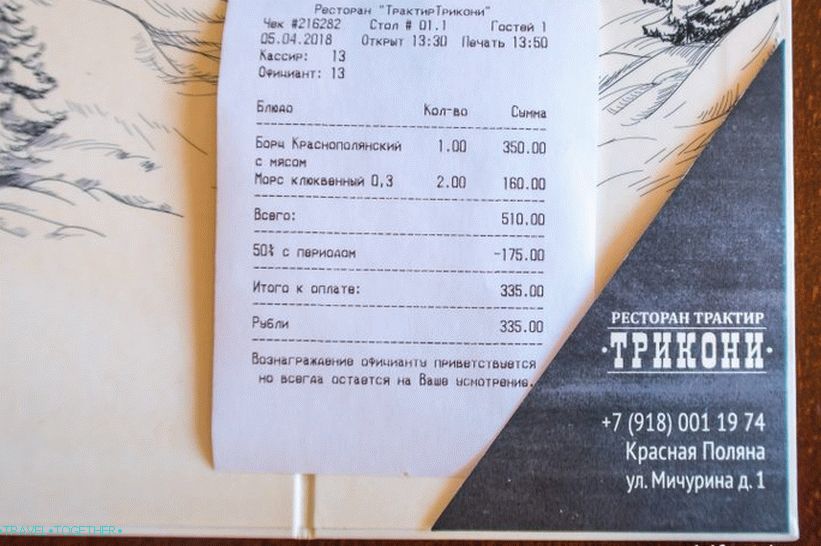 Ресторан "ТрактирТрикони"
Чек #216282 Стол # 01.1 Гостей 1
05.04.2018 Открыт 13:30 Печать 13:50
Кассир: 13
Официант: 13
Блюдо Кол-во Сумма
Борч Краснополянский 1.00 350.00
с мясом
Морс клюквенный 0,3 2.00 160.00
Всего: 510.00
50% с периодом -175.00
Итого к оплате: 335.00
Рубли 335.00
Вознаграждение официанту приветствуется
но всегда остается на Ваше усмотрение.
РЕСТОРАН ТРАКТИР
·ТРИКОНИ·
+7 (918) 001 19 74
Красная Поляна
ул. Мичурина д. 1
•TRAVEL•TOGETHER•